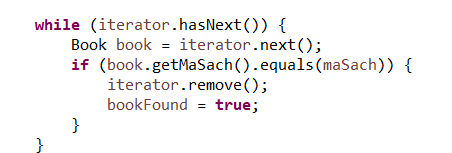 while (iterator.hasNext()) {
    Book book = iterator.next();
    if (book.getMaSach().equals(maSach)) {
        iterator.remove();
        bookFound = true;
    }
}